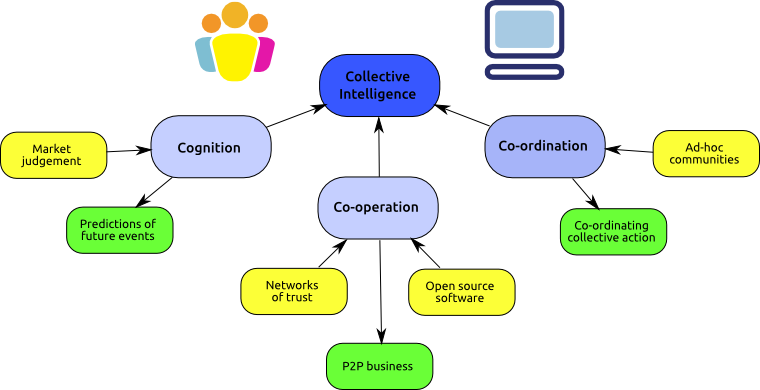 Collective
Intelligence
Cognition
Co-ordination
Market
judgement
Ad-hoc
communities
Co-operation
Predictions of
future events
Co-ordinating
collective action
Networks
of trust
Open source
software
P2P business